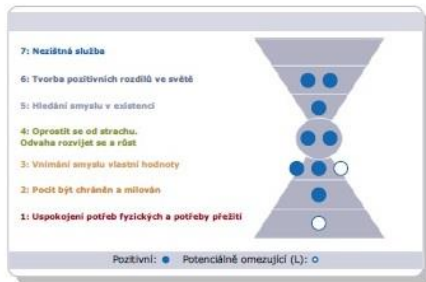 7: Nezištná služba
6: Tvorba pozitivních rozdílů ve světě
5: Hledání smyslu v existenci
4: Oprostit se od strachu.
Odvaha rozvíjet se a růst
3: Vnímání smyslu vlastní hodnoty
2: Pocit být chráněn a milován
1: Uspokojení potřeb fyzických a potřeby přežití
Pozitivní: Potenciálně omezující (L):